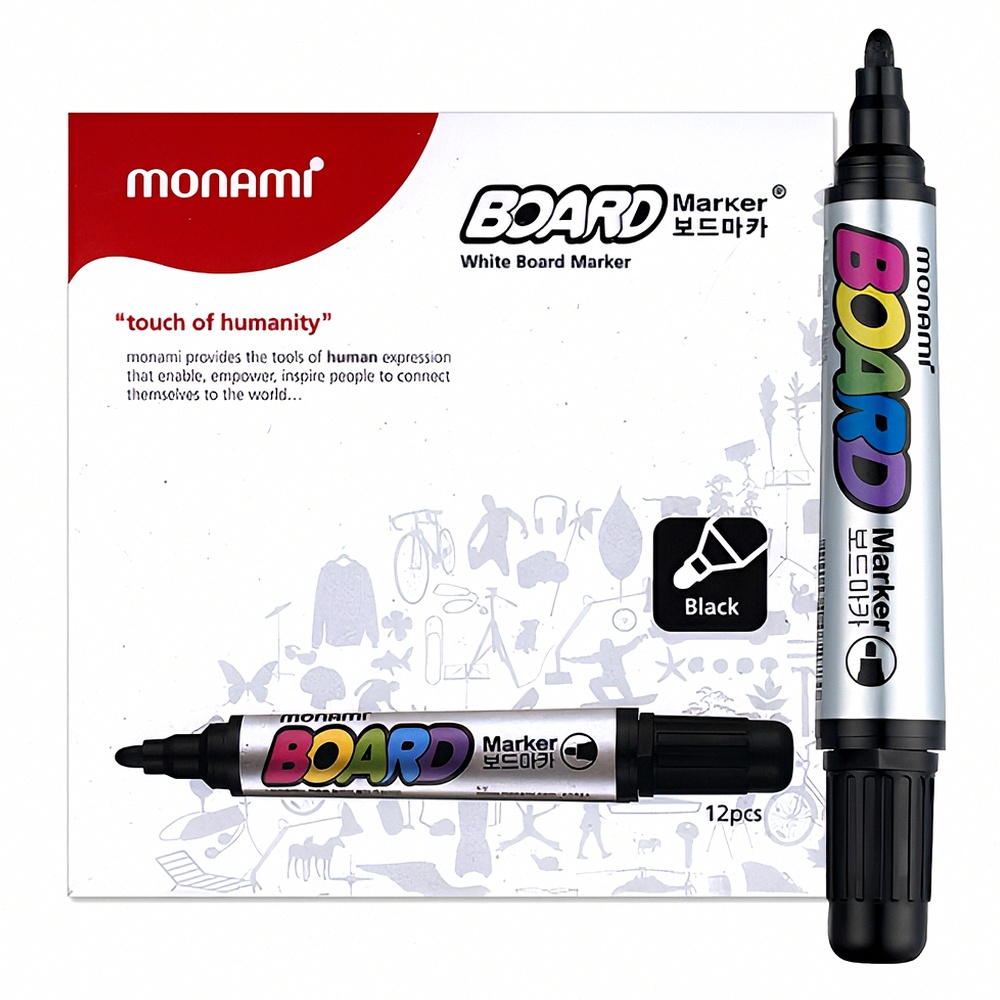 monami
BOARD Marker®
보드마카
White Board Marker
“touch of humanity”
monami provides the tools of human expression
that enable, empower, inspire people to connect
themselves to the world...
Black
monami
BOARD Marker
보드마카
12pcs
monami
BOARD Marker
보드마카